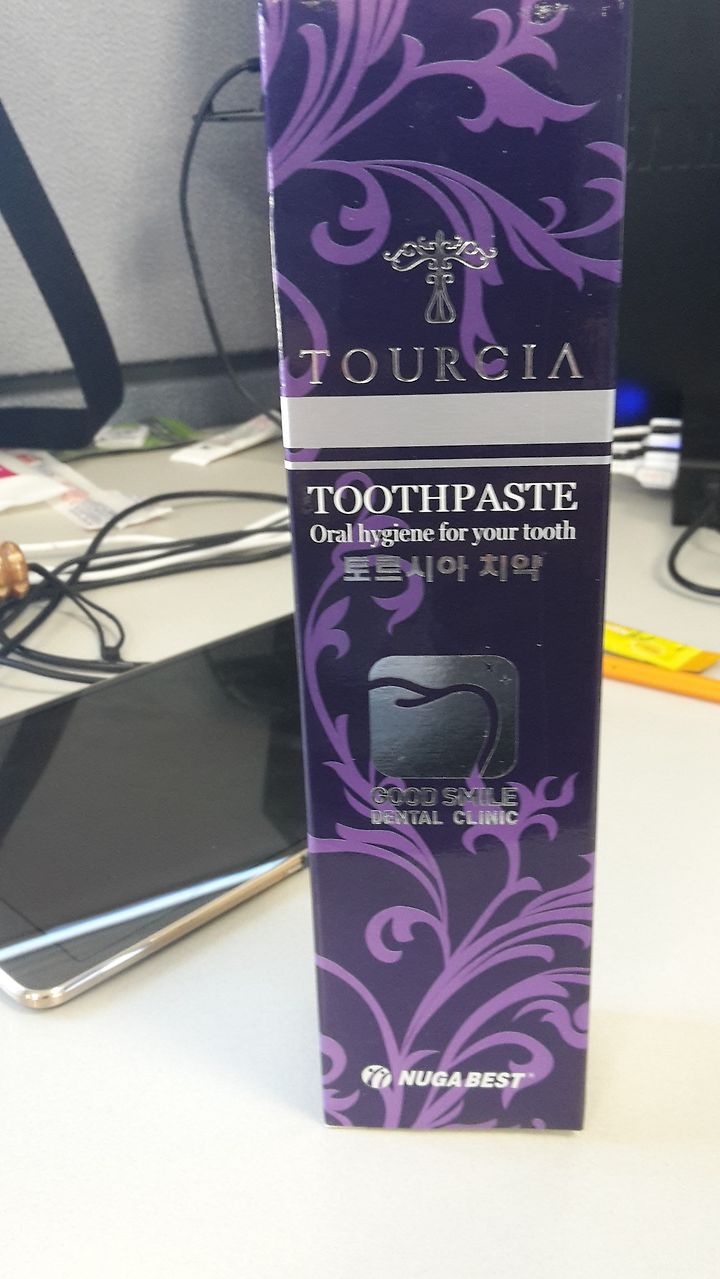 TOURCIA
TOOTHPASTE
Oral hygiene for your tooth
토르시아 치약
GOOD SMILE
DENTAL CLINIC
NUGA BEST